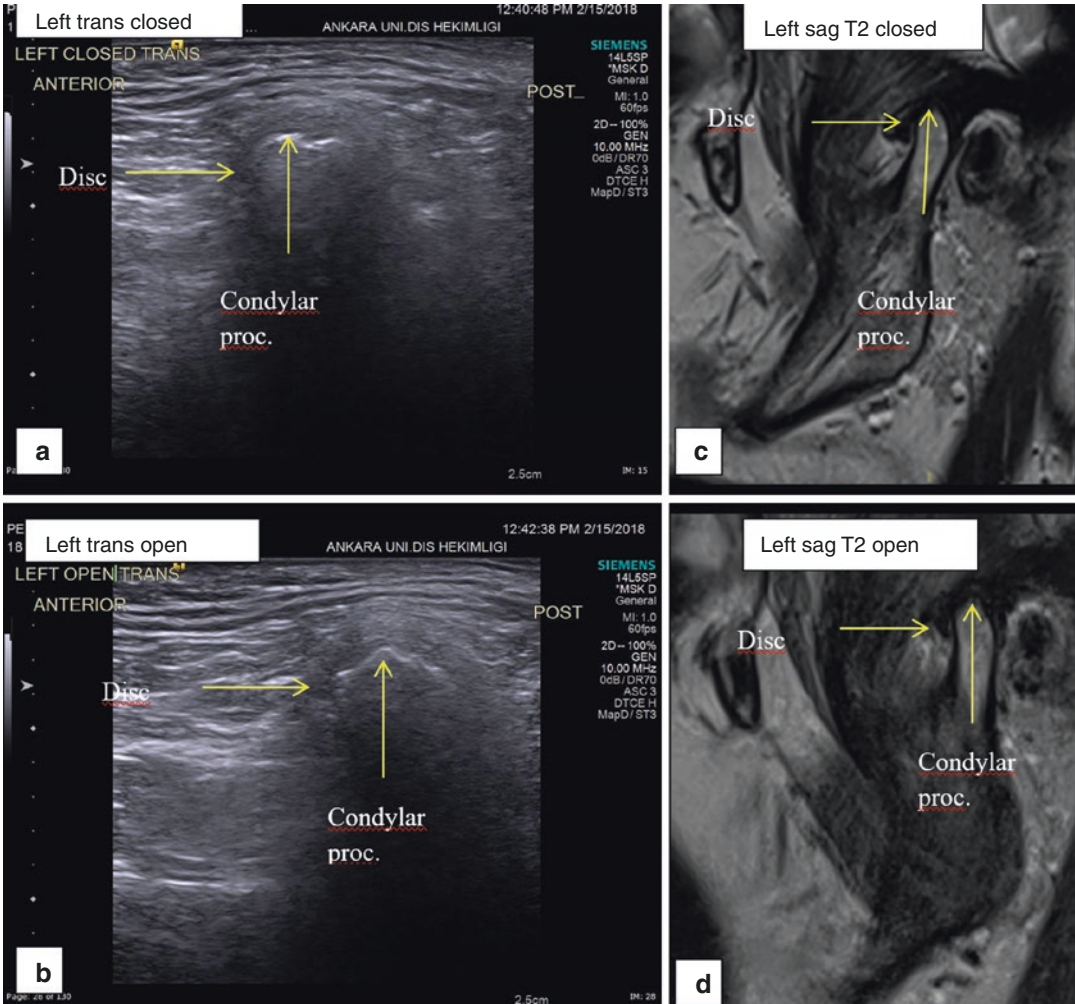 Left trans closed
12:40:48 PM 2/15/2018
ANKARA UNI.DIS HEKIMLIGI
LEFT CLOSED TRANS
ANTERIOR
POST_
SIEMENS
14L5SP
*MSK D
General
MI: 1.0
60fps
2D--100%
GEN
10.00 MHz
0dB/DR70
ASC 3
DTCE H
MapD/ST3
Disc
Condylar
proc.
a
2.5cm
IM: 15
Left sag T2 closed
Disc
Condylar
proc.
c
Left trans open
12:42:38 PM 2/15/2018
ANKARA UNI.DIS HEKIMLIGI
LEFT OPEN TRANS
ANTERIOR
POST
SIEMENS
14L5SP
*MSK D
General
MI: 1.0
60fps
2D--100%
GEN
10.00 MHz
0dB/DR70
ASC 3
DTCE H
MapD/ST3
Disc
Condylar
proc.
b
Page: 28 of 130
2.5cm
IM: 28
Left sag T2 open
Disc
Condylar
proc.
d